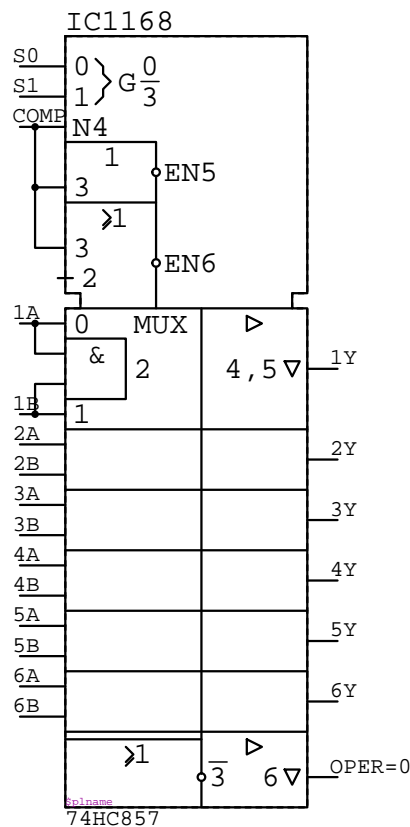 IC1168
S0 0 G 0
S1 1 3
COMP N4
1
EN5
3
≥1
3
EN6
2
1A 0 MUX
& 2 4,5 1Y
1B 1
2A
2Y
2B
3A
3Y
3B
4A
4Y
4B
5A
5Y
5B
6A
6Y
6B
≥1
3 6 OPER=0
$plname
74HC857